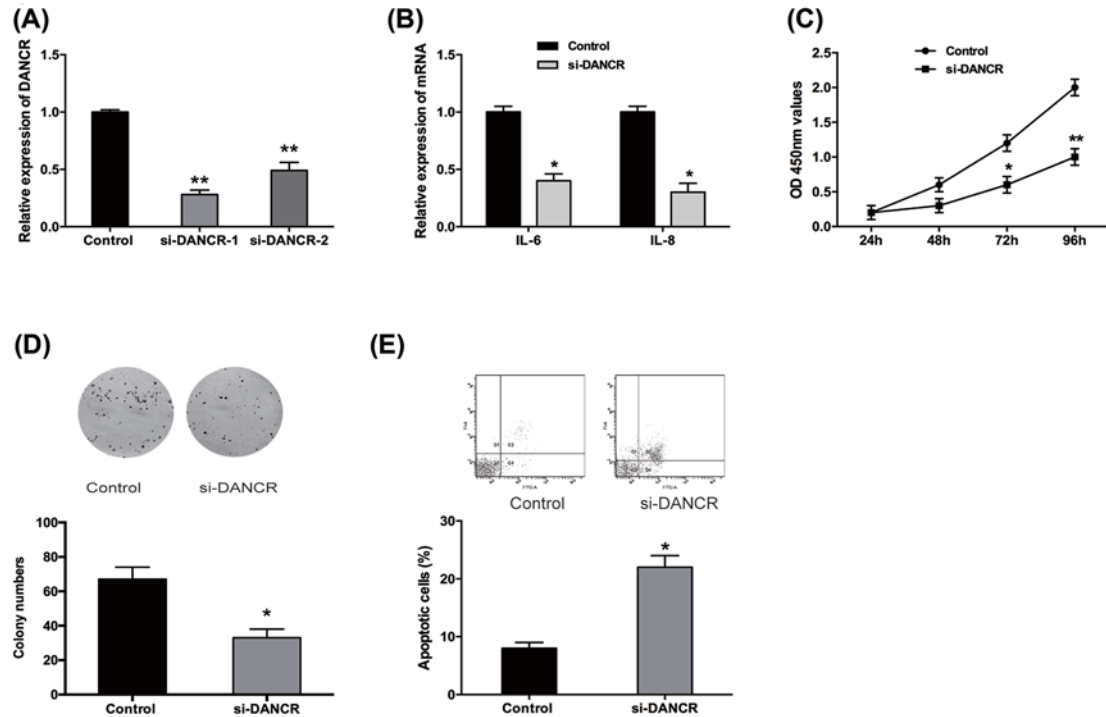 (A)
Relative expression of DANCR
1.5
1.0
0.5
0.0
**
**
Control si-DANCR-1 si-DANCR-2
(B)
Relative expression of mRNA
Control
si-DANCR
1.5
1.0
0.5
0.0
*
*
IL-6 IL-8
(C)
OD 450nm values
Control
si-DANCR
2.5
2.0
1.5
1.0
0.5
0.0
*
**
24h 48h 72h 96h
(D)
Control si-DANCR
Colony numbers
100
80
60
40
20
0
*
Control si-DANCR
(E)
FITC-A FITC-A
Control si-DANCR
Apoptotic cells (%)
30
20
10
0
*
Control si-DANCR